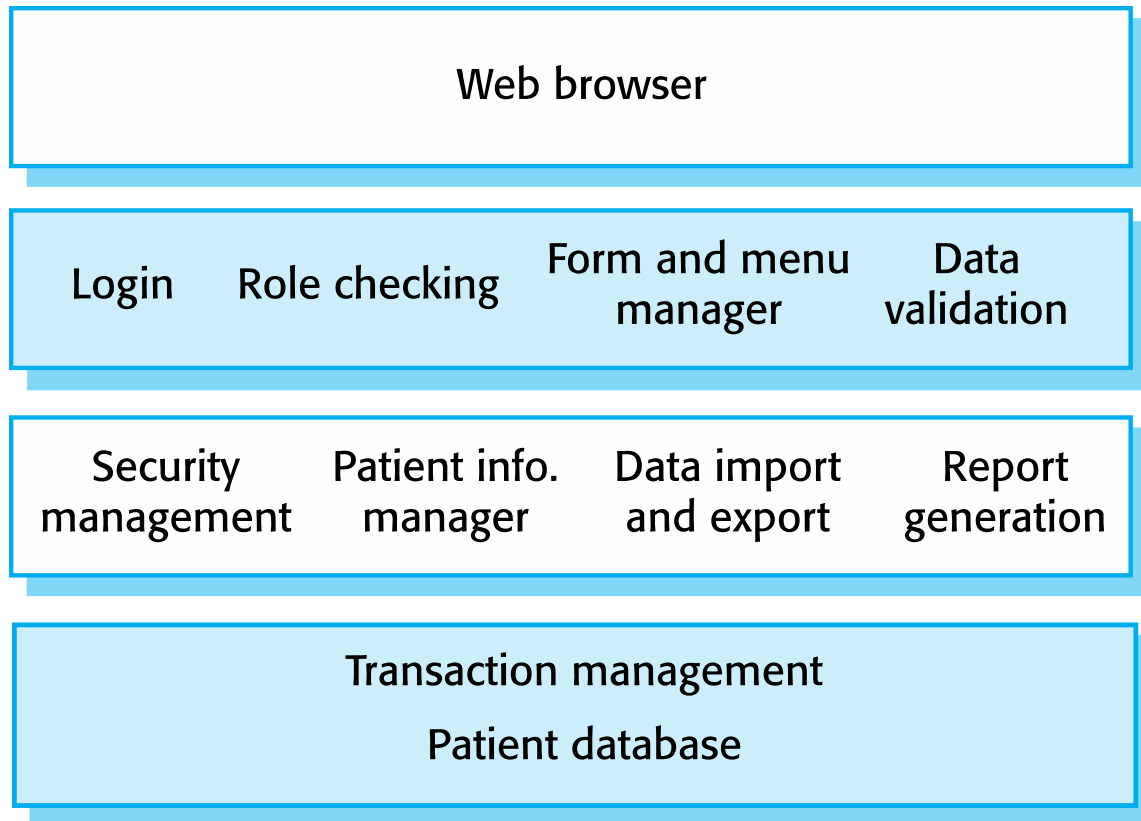 Web browser
Login
Role checking
Form and menu
manager
Data
validation
Security
management
Patient info.
manager
Data import
and export
Report
generation
Transaction management
Patient database